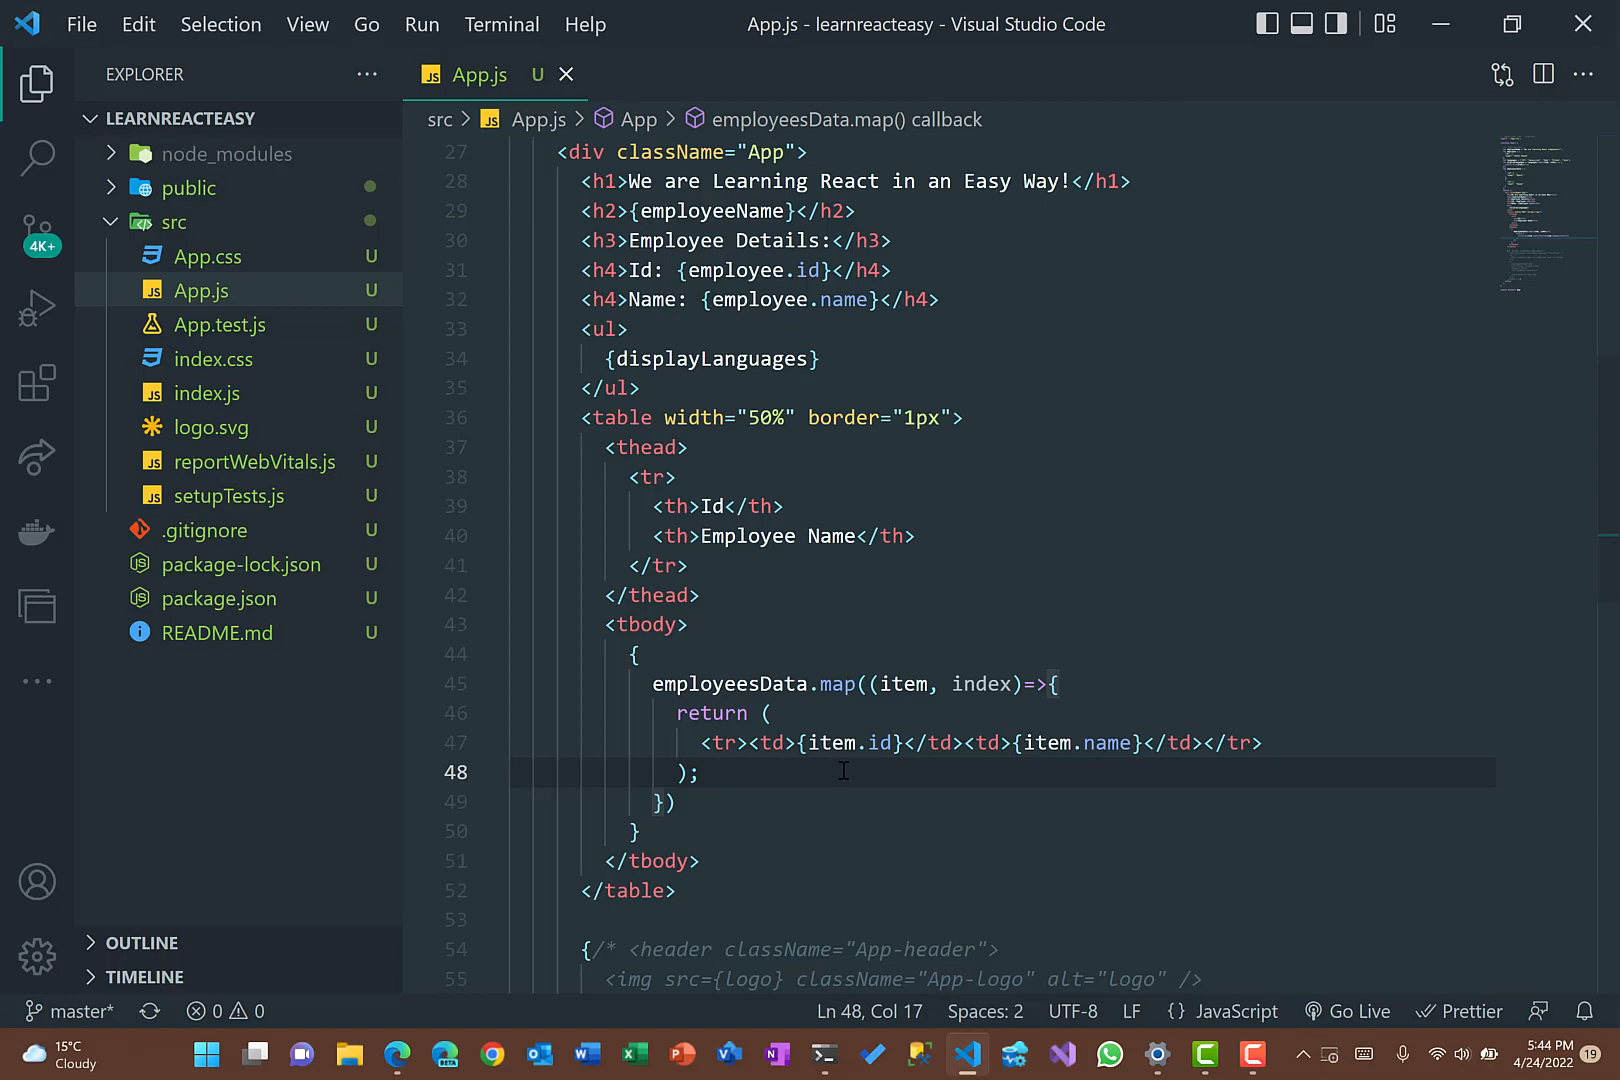 File Edit Selection View Go Run Terminal Help App.js - learnreacteasy - Visual Studio Code
EXPLORER
LEARNREACTEASY
node_modules
public
src
App.css U
App.js U
App.test.js U
index.css U
index.js U
logo.svg U
reportWebVitals.js U
setupTests.js U
.gitignore U
package-lock.json U
package.json U
README.md U
OUTLINE
TIMELINE
4K+
App.js U
src > App.js > App > employeesData.map() callback
27 <div className="App">
28 <h1>We are Learning React in an Easy Way!</h1>
29 <h2>{employeeName}</h2>
30 <h3>Employee Details:</h3>
31 <h4>Id: {employee.id}</h4>
32 <h4>Name: {employee.name}</h4>
33 <ul>
34 {displayLanguages}
35 </ul>
36 <table width="50%" border="1px">
37 <thead>
38 <tr>
39 <th>Id</th>
40 <th>Employee Name</th>
41 </tr>
42 </thead>
43 <tbody>
44 {
45 employeesData.map((item, index)=>{
46 return (
47 <tr><td>{item.id}</td><td>{item.name}</td></tr>
48 );
49 })
50 }
51 </tbody>
52 </table>
53
54 {/* <header className="App-header">
55 <img src={logo} className="App-logo" alt="logo" />
master* 0 0 Ln 48, Col 17 Spaces: 2 UTF-8 LF {} JavaScript Go Live Prettier
15°C
Cloudy
5:44 PM
4/24/2022
19